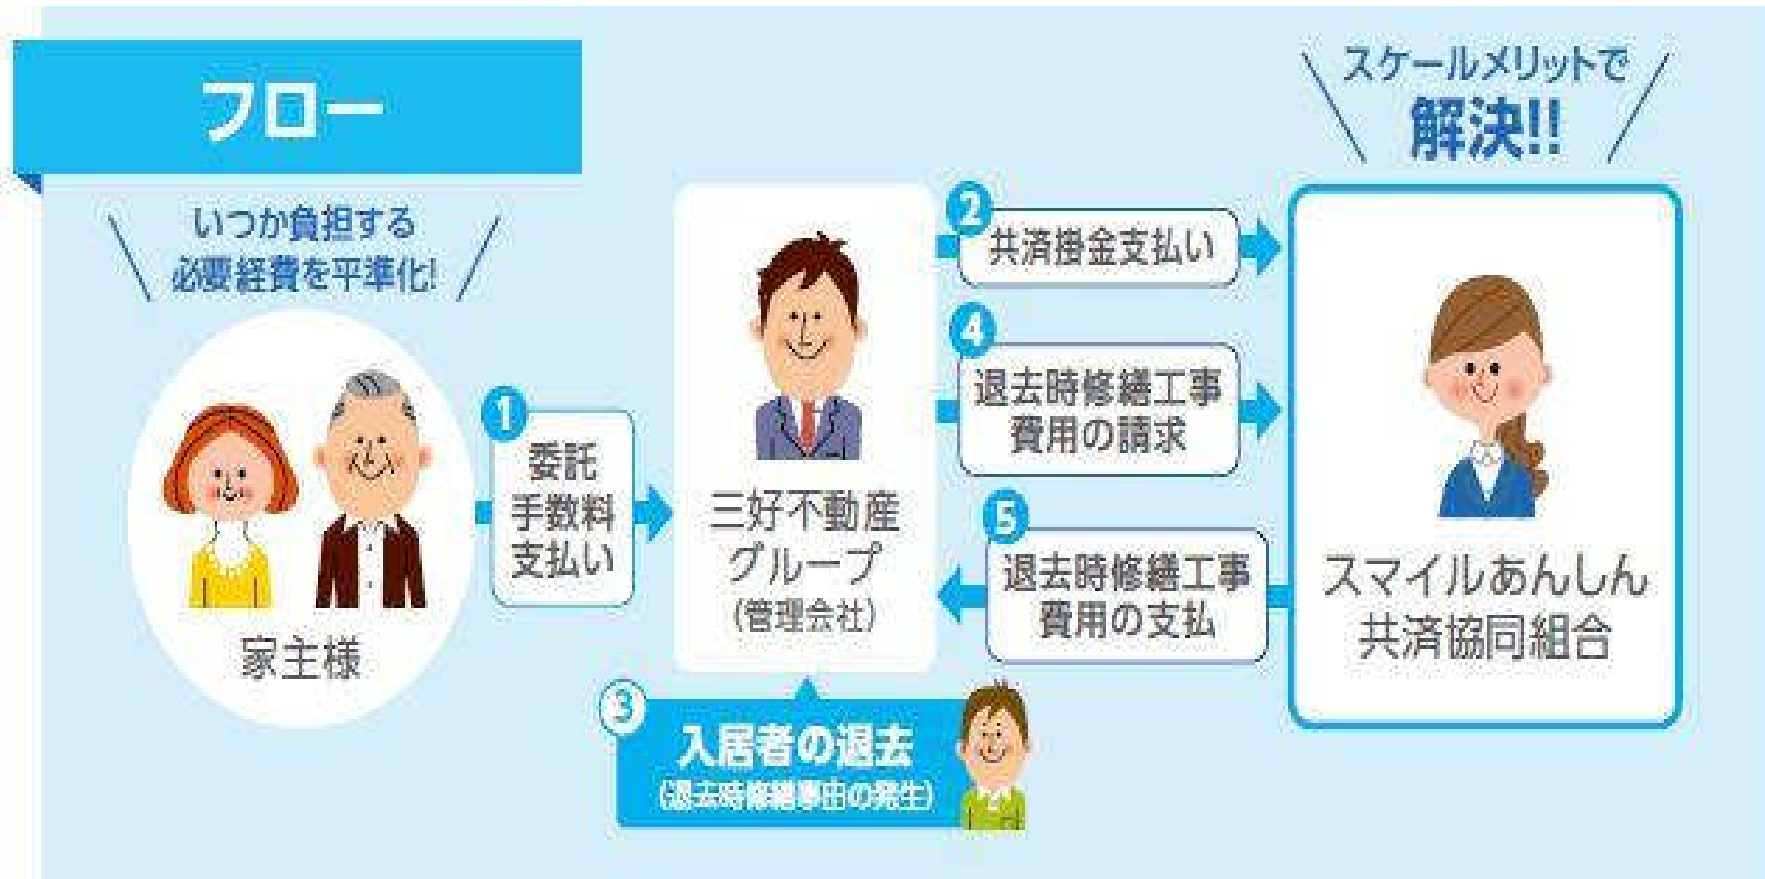 フロー
いつか負担する
必要経費を平準化!
家主様
1
委託
手数料
支払い
三好不動産
グループ
(管理会社)
2
共済掛金支払い
3
入居者の退去
(退去時修繕事由の発生)
4
退去時修繕工事
費用の請求
5
退去時修繕工事
費用の支払
スケールメリットで
解決!!
スマイルあんしん
共済協同組合